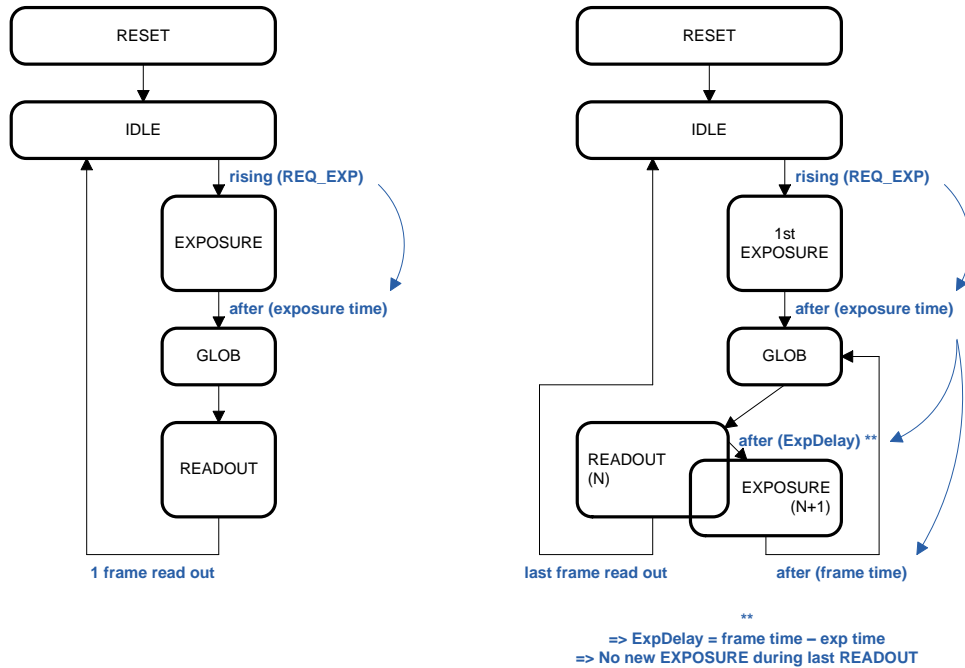 RESET
IDLE
rising (REQ_EXP)
EXPOSURE
after (exposure time)
GLOB
READOUT
1 frame read out
RESET
IDLE
rising (REQ_EXP)
1st
EXPOSURE
after (exposure time)
GLOB
after (ExpDelay) **
READOUT
(N)
EXPOSURE
(N+1)
last frame read out
after (frame time)
**
=> ExpDelay = frame time – exp time
=> No new EXPOSURE during last READOUT